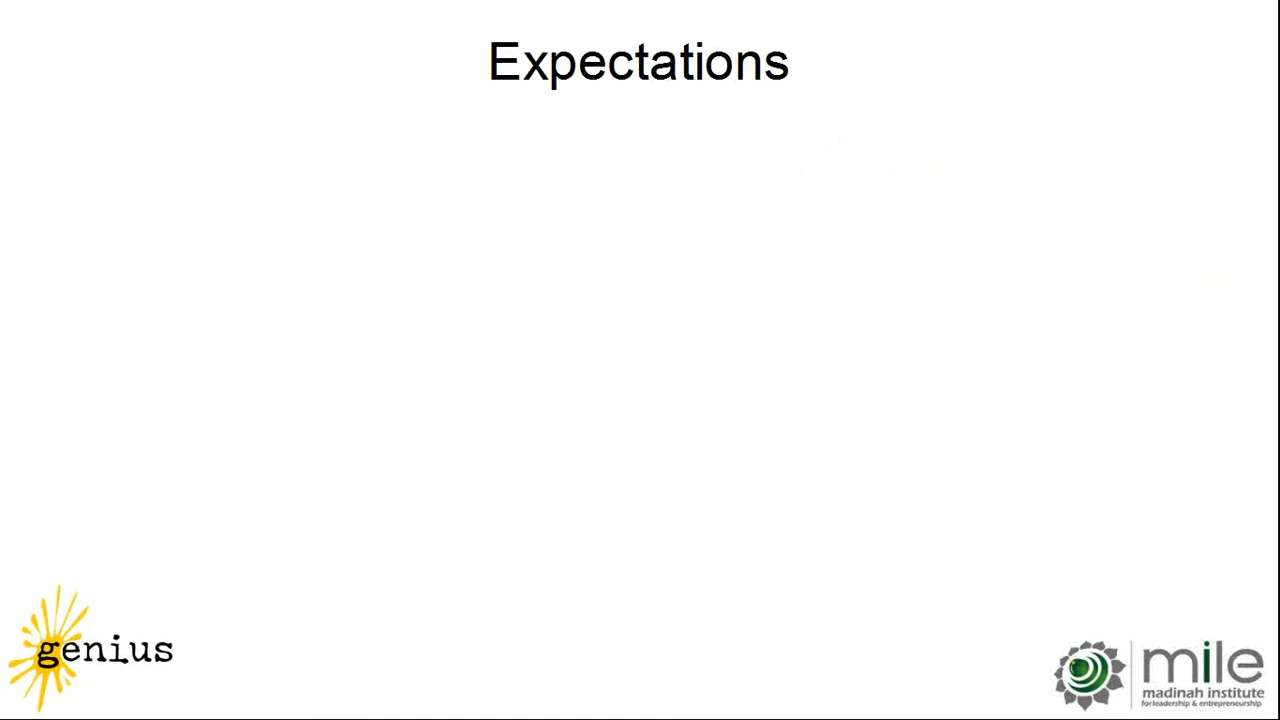 Expectations
genius
mile
madinah institute
for leadership & entrepreneurship